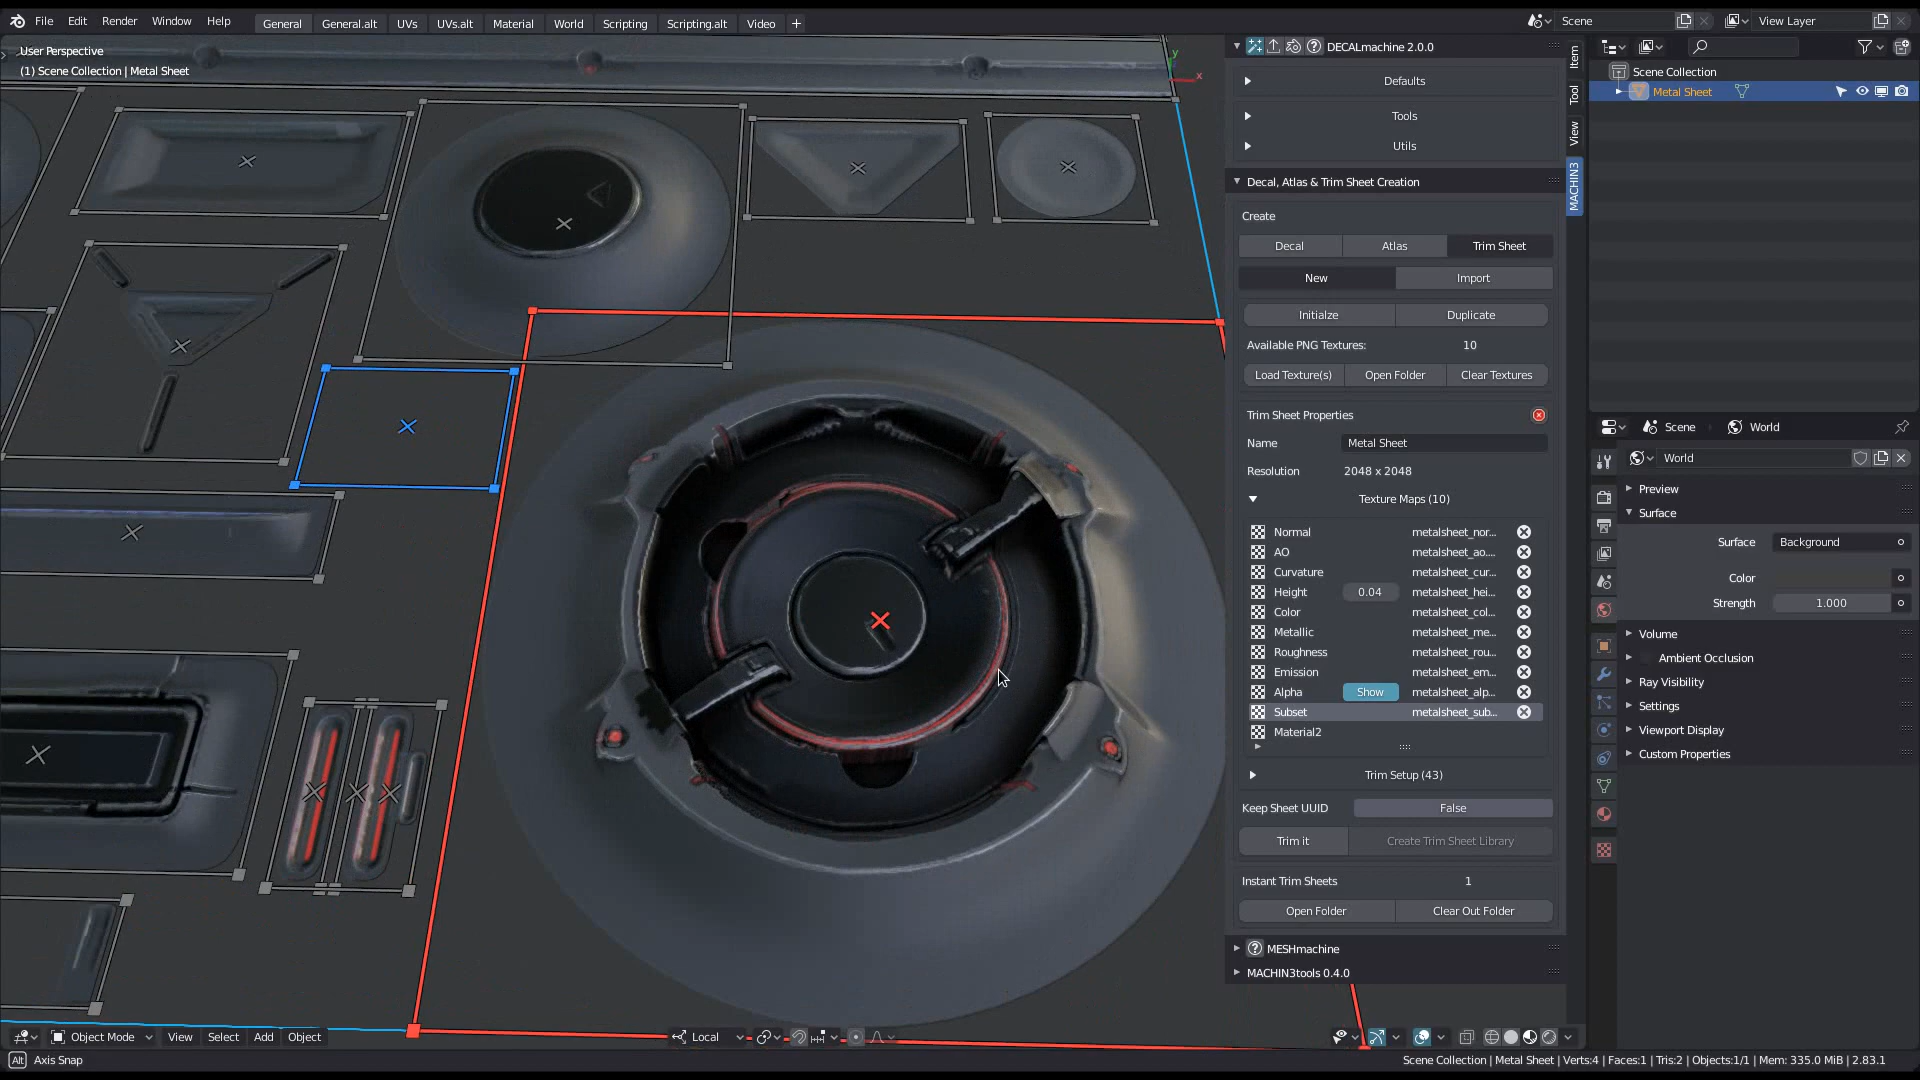 File Edit Render Window Help
General General.alt UVs UVs.alt Material World Scripting Scripting.alt Video +
Scene
View Layer
User Perspective
(1) Scene Collection | Metal Sheet
y
x
DECALmachine 2.0.0
Defaults
Tools
Utils
Decal, Atlas & Trim Sheet Creation
Create
Decal Atlas Trim Sheet
New Import
Initialze Duplicate
Available PNG Textures: 10
Load Texture(s) Open Folder Clear Textures
Trim Sheet Properties
Name Metal Sheet
Resolution 2048 x 2048
Texture Maps (10)
Normal metalsheet_nor...
AO metalsheet_ao....
Curvature metalsheet_cur...
Height 0.04 metalsheet_hei...
Color metalsheet_col...
Metallic metalsheet_me...
Roughness metalsheet_rou...
Emission metalsheet_em...
Alpha Show metalsheet_alp...
Subset metalsheet_sub...
Material2
Trim Setup (43)
Keep Sheet UUID False
Trim it Create Trim Sheet Library
Instant Trim Sheets 1
Open Folder Clear Out Folder
MESHmachine
MACHIN3tools 0.4.0
Item
Tool
View
MACHIN3
Scene Collection
Metal Sheet
Scene World
World
Preview
Surface
Surface Background
Color
Strength 1.000
Volume
Ambient Occlusion
Ray Visibility
Settings
Viewport Display
Custom Properties
Object Mode View Select Add Object
Local
Alt Axis Snap
Scene Collection | Metal Sheet | Verts:4 | Faces:1 | Tris:2 | Objects:1/1 | Mem: 335.0 MiB | 2.83.1